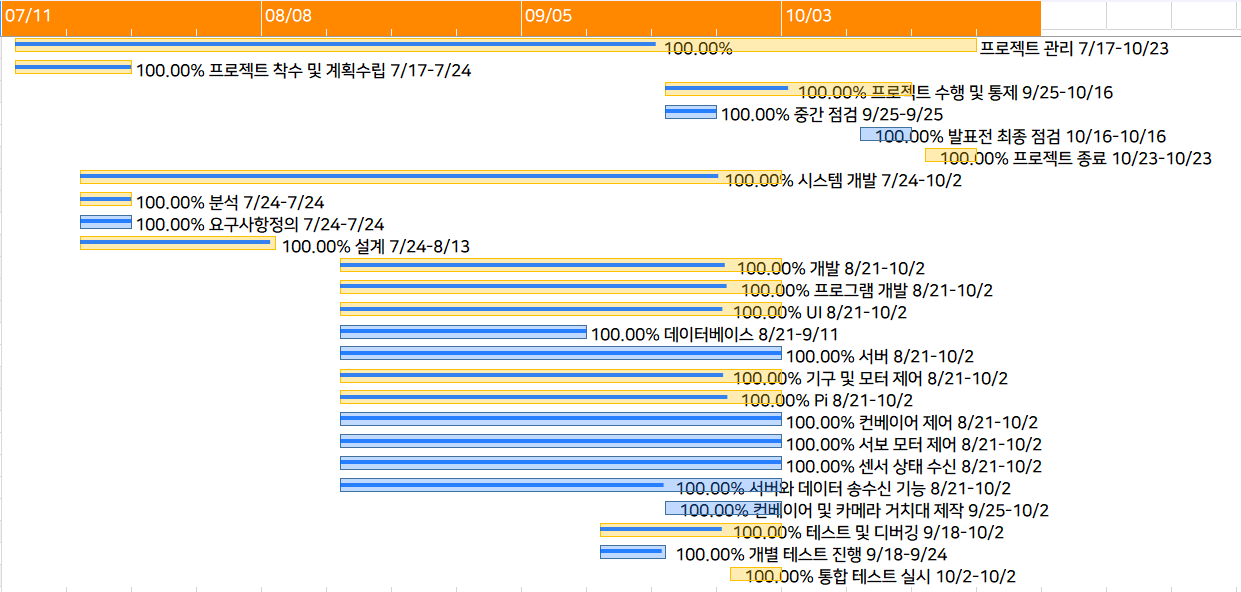 07/11 08/08 09/05 10/03
100.00% 프로젝트 관리 7/17-10/23
100.00% 프로젝트 착수 및 계획수립 7/17-7/24
100.00% 프로젝트 수행 및 통제 9/25-10/16
100.00% 중간 점검 9/25-9/25
100.00% 발표전 최종 점검 10/16-10/16
100.00% 프로젝트 종료 10/23-10/23
100.00% 시스템 개발 7/24-10/2
100.00% 분석 7/24-7/24
100.00% 요구사항정의 7/24-7/24
100.00% 설계 7/24-8/13
100.00% 개발 8/21-10/2
100.00% 프로그램 개발 8/21-10/2
100.00% UI 8/21-10/2
100.00% 데이터베이스 8/21-9/11
100.00% 서버 8/21-10/2
100.00% 기구 및 모터 제어 8/21-10/2
100.00% Pi 8/21-10/2
100.00% 컨베이어 제어 8/21-10/2
100.00% 서보 모터 제어 8/21-10/2
100.00% 센서 상태 수신 8/21-10/2
100.00% 서버와 데이터 송수신 기능 8/21-10/2
100.00% 컨베이어 및 카메라 거치대 제작 9/25-10/2
100.00% 테스트 및 디버깅 9/18-10/2
100.00% 개별 테스트 진행 9/18-9/24
100.00% 통합 테스트 실시 10/2-10/2